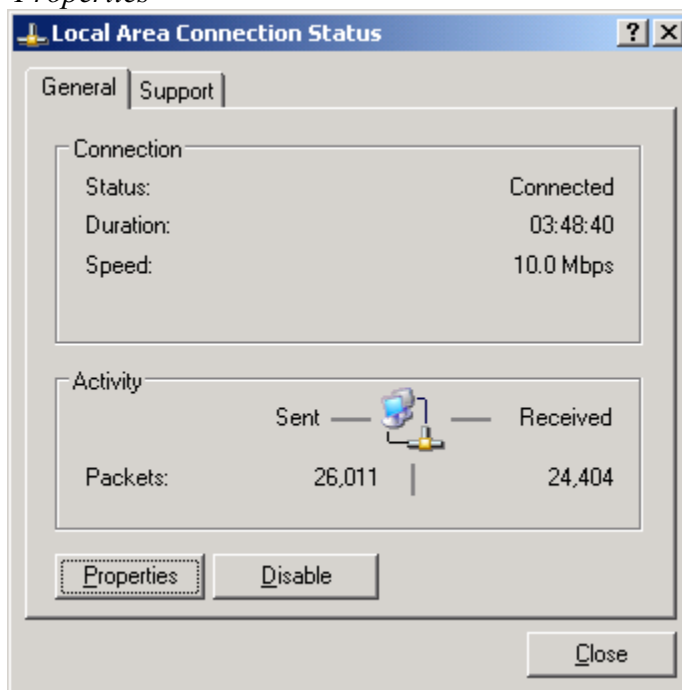 Properties
Local Area Connection Status
General Support
Connection
Status: Connected
Duration: 03:48:40
Speed: 10.0 Mbps
Activity
Sent Received
Packets: 26,011 24,404
Properties Disable
Close